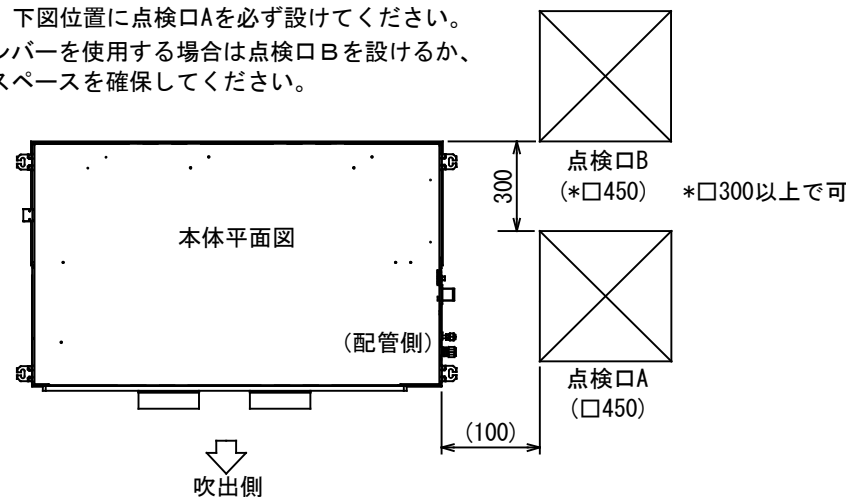 下図位置に点検口Aを必ず設けてください。
ンバーを使用する場合は点検口Bを設けるか、
スペースを確保してください。
点検口B
(*□450)
*□300以上で可
300
本体平面図
(配管側)
点検口A
(□450)
(100)
吹出側